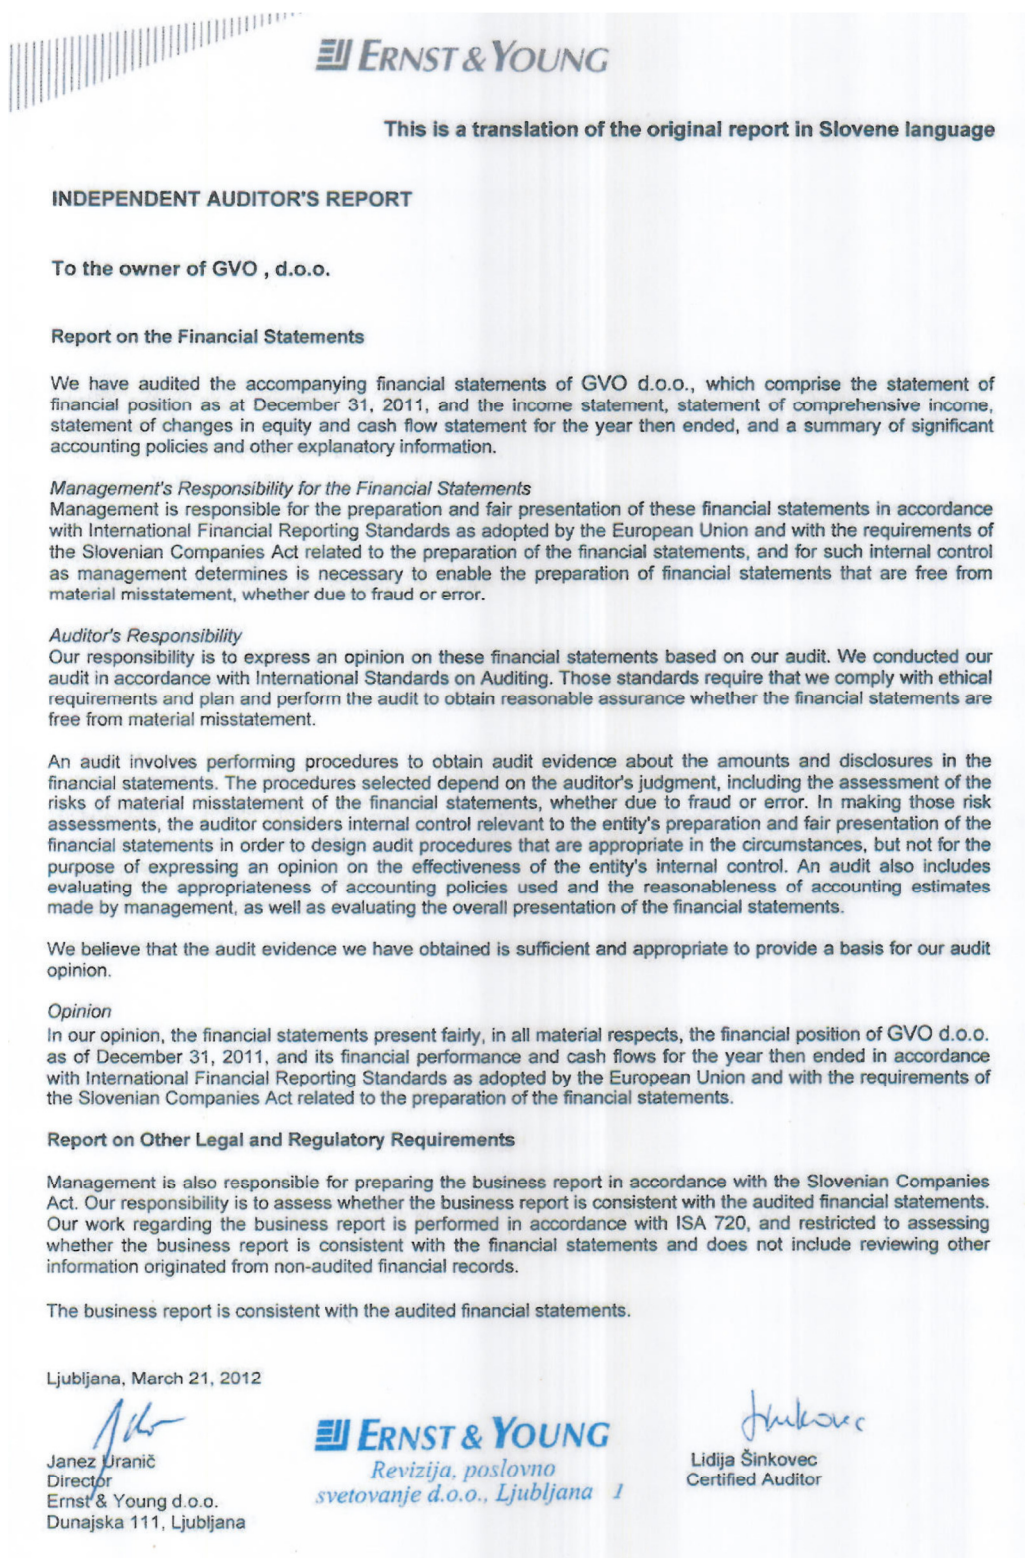 ERNST & YOUNG
This is a translation of the original report in Slovene language
INDEPENDENT AUDITOR'S REPORT
To the owner of GVO , d.o.o.
Report on the Financial Statements
We have audited the accompanying financial statements of GVO d.o.o., which comprise the statement of
financial position as at December 31, 2011, and the income statement, statement of comprehensive income,
statement of changes in equity and cash flow statement for the year then ended, and a summary of significant
accounting policies and other explanatory information.
Management's Responsibility for the Financial Statements
Management is responsible for the preparation and fair presentation of these financial statements in accordance
with International Financial Reporting Standards as adopted by the European Union and with the requirements of
the Slovenian Companies Act related to the preparation of the financial statements, and for such internal control
as management determines is necessary to enable the preparation of financial statements that are free from
material misstatement, whether due to fraud or error.
Auditor's Responsibility
Our responsibility is to express an opinion on these financial statements based on our audit. We conducted our
audit in accordance with International Standards on Auditing. Those standards require that we comply with ethical
requirements and plan and perform the audit to obtain reasonable assurance whether the financial statements are
free from material misstatement.
An audit involves performing procedures to obtain audit evidence about the amounts and disclosures in the
financial statements. The procedures selected depend on the auditor's judgment, including the assessment of the
risks of material misstatement of the financial statements, whether due to fraud or error. In making those risk
assessments, the auditor considers internal control relevant to the entity's preparation and fair presentation of the
financial statements in order to design audit procedures that are appropriate in the circumstances, but not for the
purpose of expressing an opinion on the effectiveness of the entity's internal control. An audit also includes
evaluating the appropriateness of accounting policies used and the reasonableness of accounting estimates
made by management, as well as evaluating the overall presentation of the financial statements.
We believe that the audit evidence we have obtained is sufficient and appropriate to provide a basis for our audit
opinion.
Opinion
In our opinion, the financial statements present fairly, in all material respects, the financial position of GVO d.o.o.
as of December 31, 2011, and its financial performance and cash flows for the year then ended in accordance
with International Financial Reporting Standards as adopted by the European Union and with the requirements of
the Slovenian Companies Act related to the preparation of the financial statements.
Report on Other Legal and Regulatory Requirements
Management is also responsible for preparing the business report in accordance with the Slovenian Companies
Act. Our responsibility is to assess whether the business report is consistent with the audited financial statements.
Our work regarding the business report is performed in accordance with ISA 720, and restricted to assessing
whether the business report is consistent with the financial statements and does not include reviewing other
information originated from non-audited financial records.
The business report is consistent with the audited financial statements.
Ljubljana, March 21, 2012
Janez Uranič
Director
Ernst & Young d.o.o.
Dunajska 111, Ljubljana
ERNST & YOUNG
Revizija, poslovno
svetovanje d.o.o., Ljubljana 1
Lidija Šinkovec
Certified Auditor